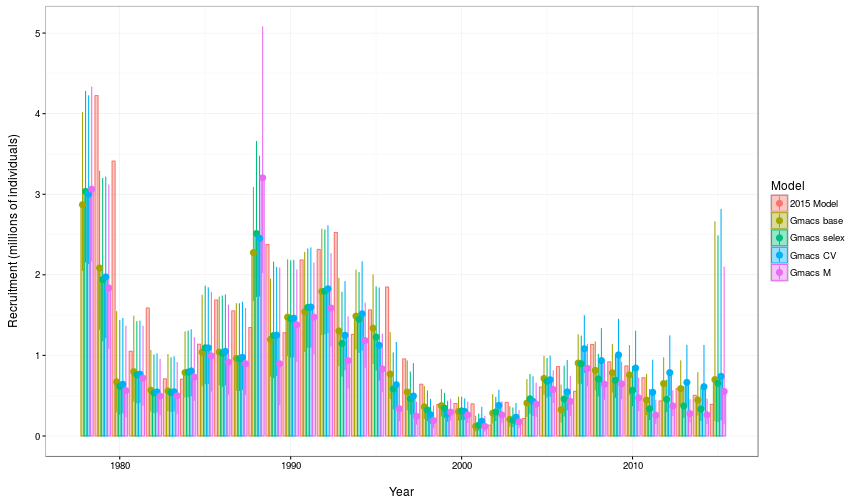 Recruitment (millions of individuals)
5
4
3
2
1
0
1980 1990 2000 2010
Year
Model
2015 Model
Gmacs base
Gmacs selex
Gmacs CV
Gmacs M